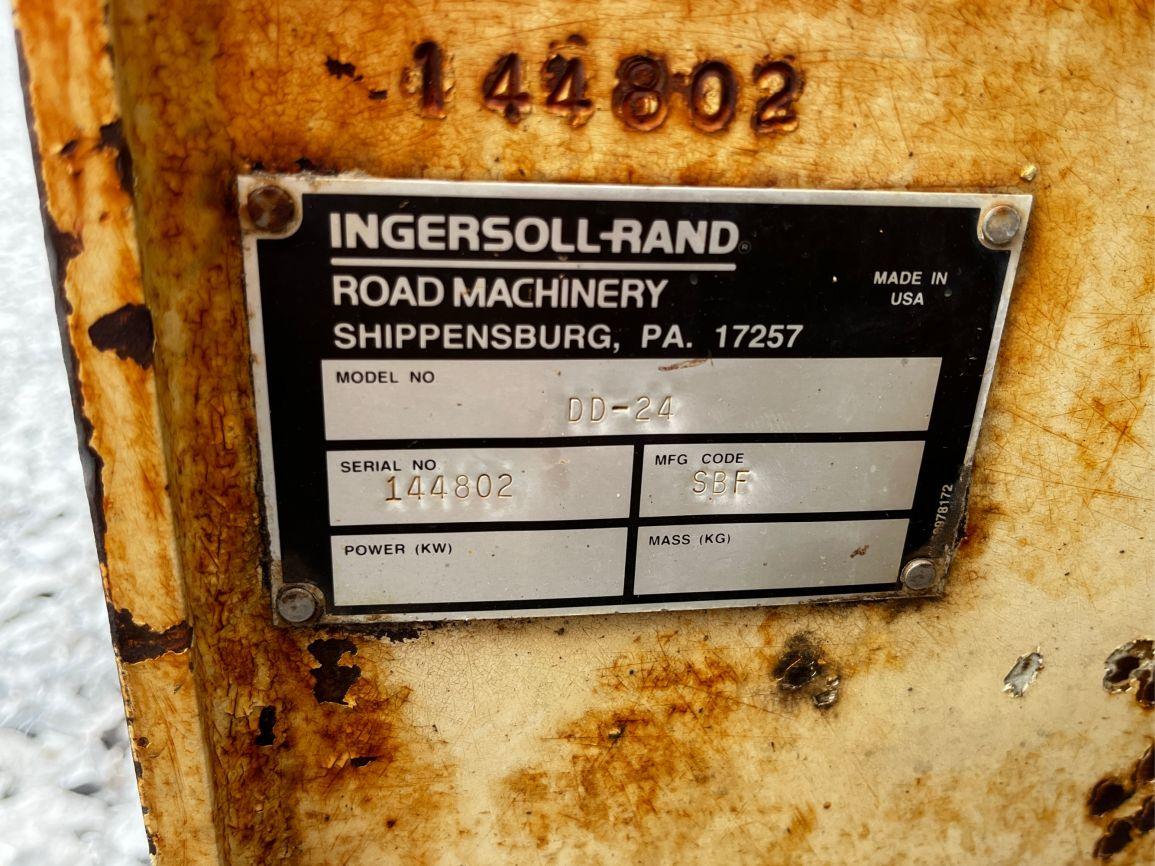 144802
INGERSOLL-RAND®
ROAD MACHINERY
MADE IN
USA
SHIPPENSBURG, PA. 17257
MODEL NO
DD-24
SERIAL NO
144802
MFG CODE
SBF
POWER (KW)
MASS (KG)